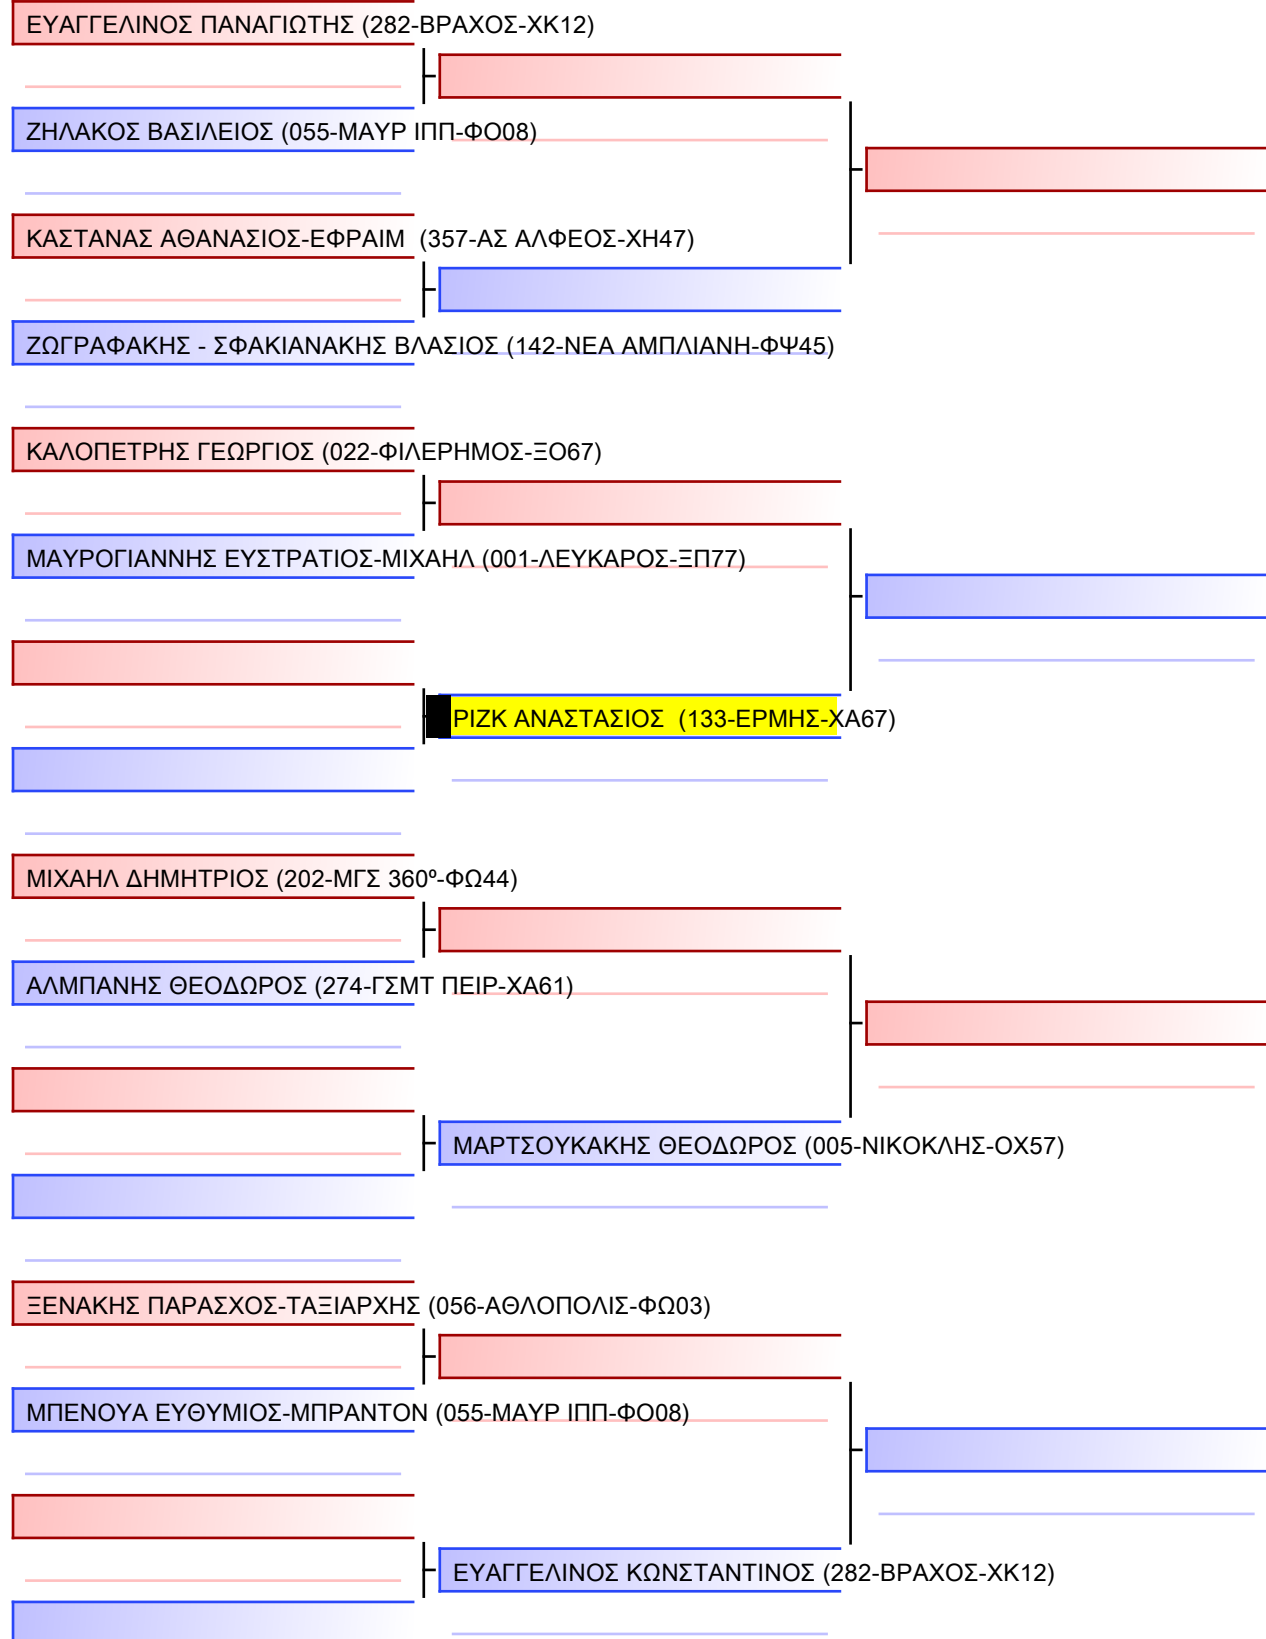 ΕΥΑΓΓΕΛΙΝΟΣ ΠΑΝΑΓΙΩΤΗΣ (282-ΒΡΑΧΟΣ-ΧΚ12)
ΖΗΛΑΚΟΣ ΒΑΣΙΛΕΙΟΣ (055-ΜΑΥΡ ΙΠΠ-ΦΟ08)
ΚΑΣΤΑΝΑΣ ΑΘΑΝΑΣΙΟΣ-ΕΦΡΑΙΜ (357-ΑΣ ΑΛΦΕΟΣ-ΧΗ47)
ΖΩΓΡΑΦΑΚΗΣ - ΣΦΑΚΙΑΝΑΚΗΣ ΒΛΑΣΙΟΣ (142-ΝΕΑ ΑΜΠΛΙΑΝΗ-ΦΨ45)
ΚΑΛΟΠΕΤΡΗΣ ΓΕΩΡΓΙΟΣ (022-ΦΙΛΕΡΗΜΟΣ-ΞΟ67)
ΜΑΥΡΟΓΙΑΝΝΗΣ ΕΥΣΤΡΑΤΙΟΣ-ΜΙΧΑΗΛ (001-ΛΕΥΚΑΡΟΣ-ΞΠ77)
ΡΙΖΚ ΑΝΑΣΤΑΣΙΟΣ (133-ΕΡΜΗΣ-ΧΑ67)
ΜΙΧΑΗΛ ΔΗΜΗΤΡΙΟΣ (202-ΜΓΣ 360º-ΦΩ44)
ΑΛΜΠΑΝΗΣ ΘΕΟΔΩΡΟΣ (274-ΓΣΜΤ ΠΕΙΡ-ΧΑ61)
ΜΑΡΤΣΟΥΚΑΚΗΣ ΘΕΟΔΩΡΟΣ (005-ΝΙΚΟΚΛΗΣ-ΟΧ57)
ΞΕΝΑΚΗΣ ΠΑΡΑΣΧΟΣ-ΤΑΞΙΑΡΧΗΣ (056-ΑΘΛΟΠΟΛΙΣ-ΦΩ03)
ΜΠΕΝΟΥΑ ΕΥΘΥΜΙΟΣ-ΜΠΡΑΝΤΟΝ (055-ΜΑΥΡ ΙΠΠ-ΦΟ08)
ΕΥΑΓΓΕΛΙΝΟΣ ΚΩΝΣΤΑΝΤΙΝΟΣ (282-ΒΡΑΧΟΣ-ΧΚ12)